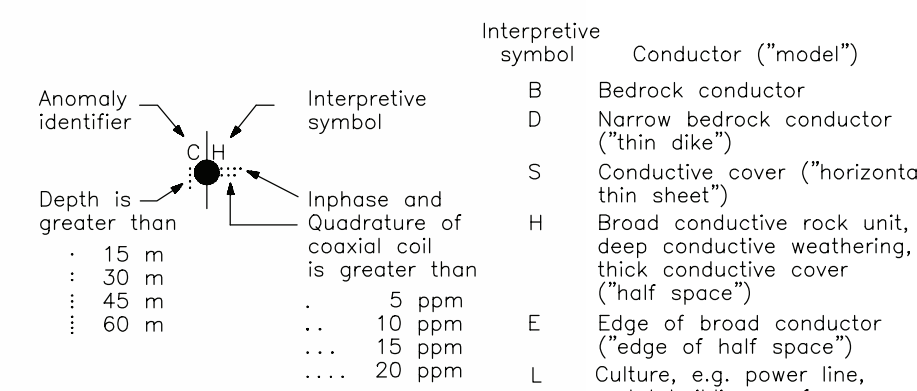 Anomaly
identifier
Interpretive
symbol
C H
Depth is
greater than
· 15 m
: 30 m
⋮ 45 m
⁞ 60 m
Inphase and
Quadrature of
coaxial coil
is greater than
. 5 ppm
.. 10 ppm
... 15 ppm
.... 20 ppm
Interpretive
symbol Conductor ("model")
B Bedrock conductor
D Narrow bedrock conductor
("thin dike")
S Conductive cover ("horizonta
thin sheet")
H Broad conductive rock unit,
deep conductive weathering,
thick conductive cover
("half space")
E Edge of broad conductor
("edge of half space")
L Culture, e.g. power line,